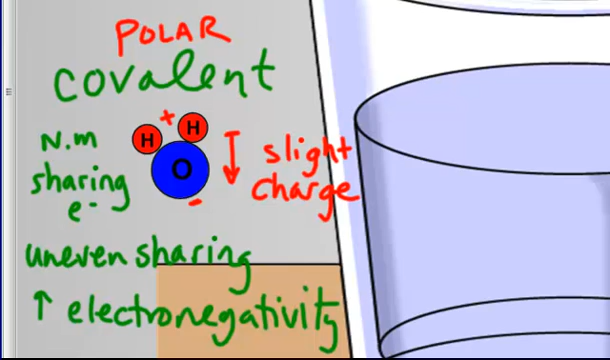 POLAR
covalent
+
H H
O
-
N.m
sharing
e-
slight
charge
uneven sharing
↑ electronegativity